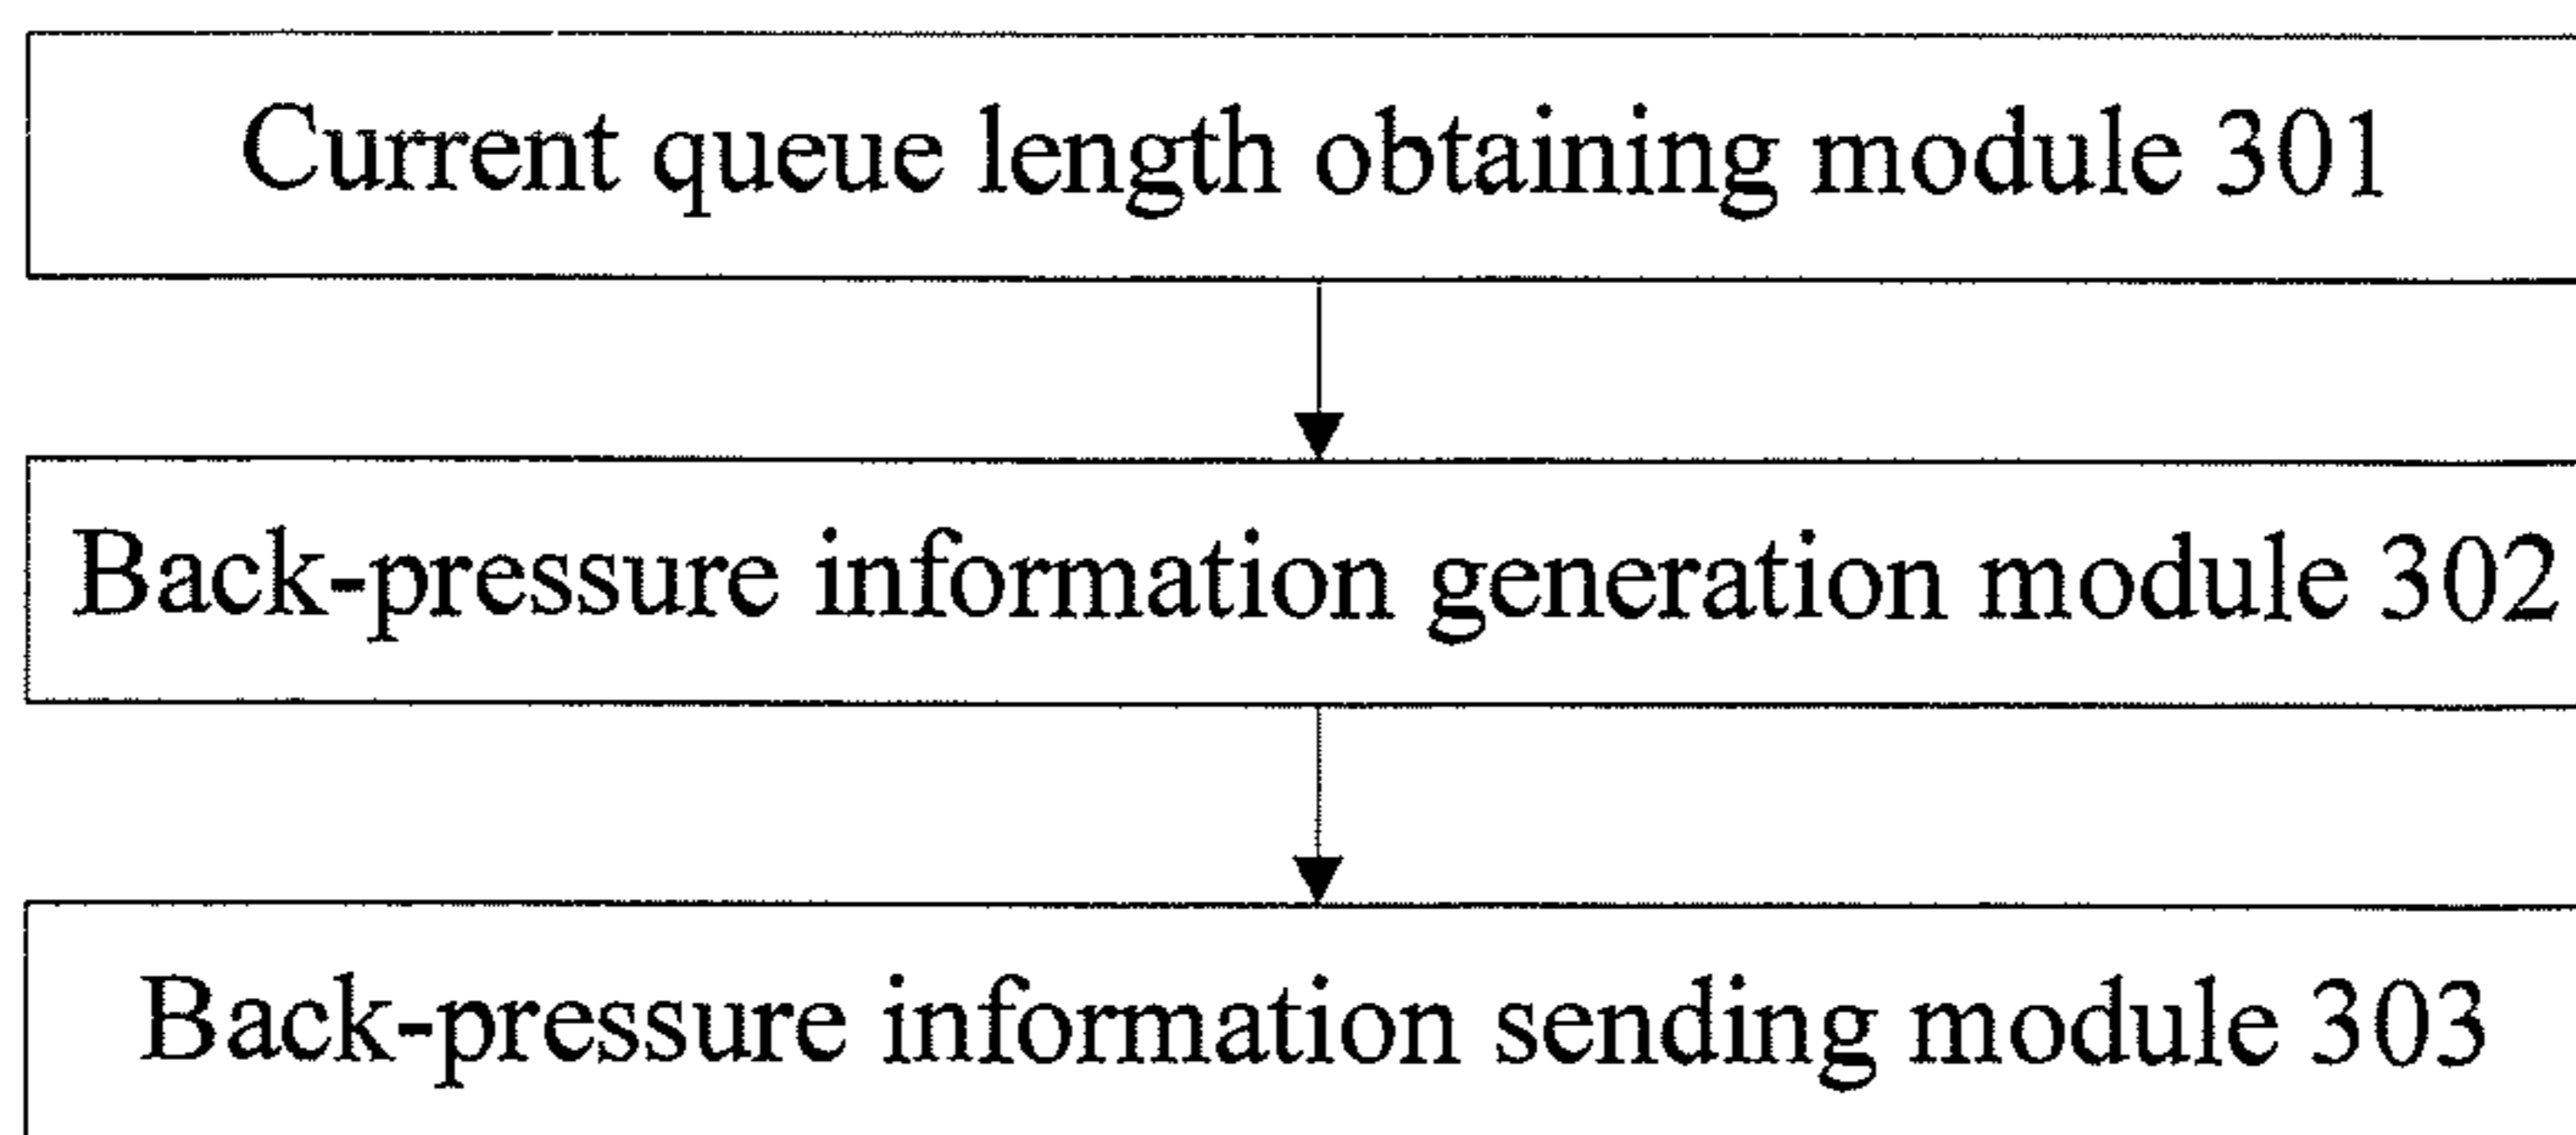 Current queue length obtaining module 301
Back-pressure information generation module 302
Back-pressure information sending module 303